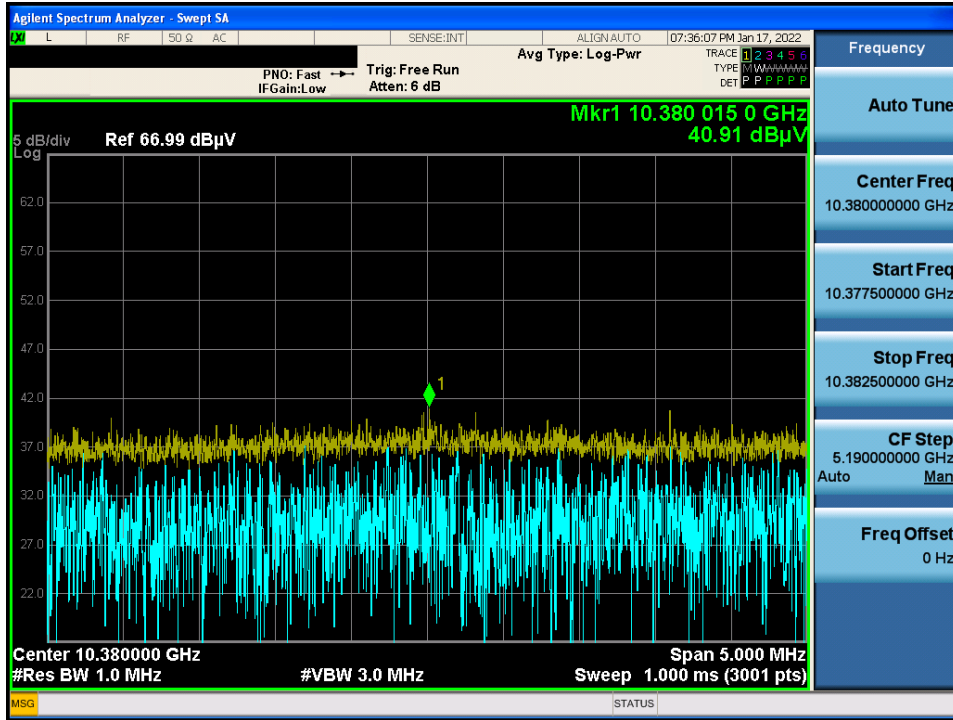 Agilent Spectrum Analyzer - Swept SA
LXI L RF 50 Ω AC SENSE:INT ALIGN AUTO 07:36:07 PM Jan 17, 2022
Frequency
PNO: Fast Trig: Free Run Avg Type: Log-Pwr TRACE 1 2 3 4 5 6
IFGain:Low Atten: 6 dB TYPE M W W W W W
DET P P P P P P
Mkr1 10.380 015 0 GHz
5 dB/div Ref 66.99 dBµV 40.91 dBµV
Log
62.0
57.0
52.0
47.0
42.0
37.0
32.0
27.0
22.0
1
Center 10.380000 GHz Span 5.000 MHz
#Res BW 1.0 MHz #VBW 3.0 MHz Sweep 1.000 ms (3001 pts)
Auto Tune
Center Freq
10.380000000 GHz
Start Freq
10.377500000 GHz
Stop Freq
10.382500000 GHz
CF Step
5.190000000 GHz
Auto Man
Freq Offset
0 Hz
MSG STATUS